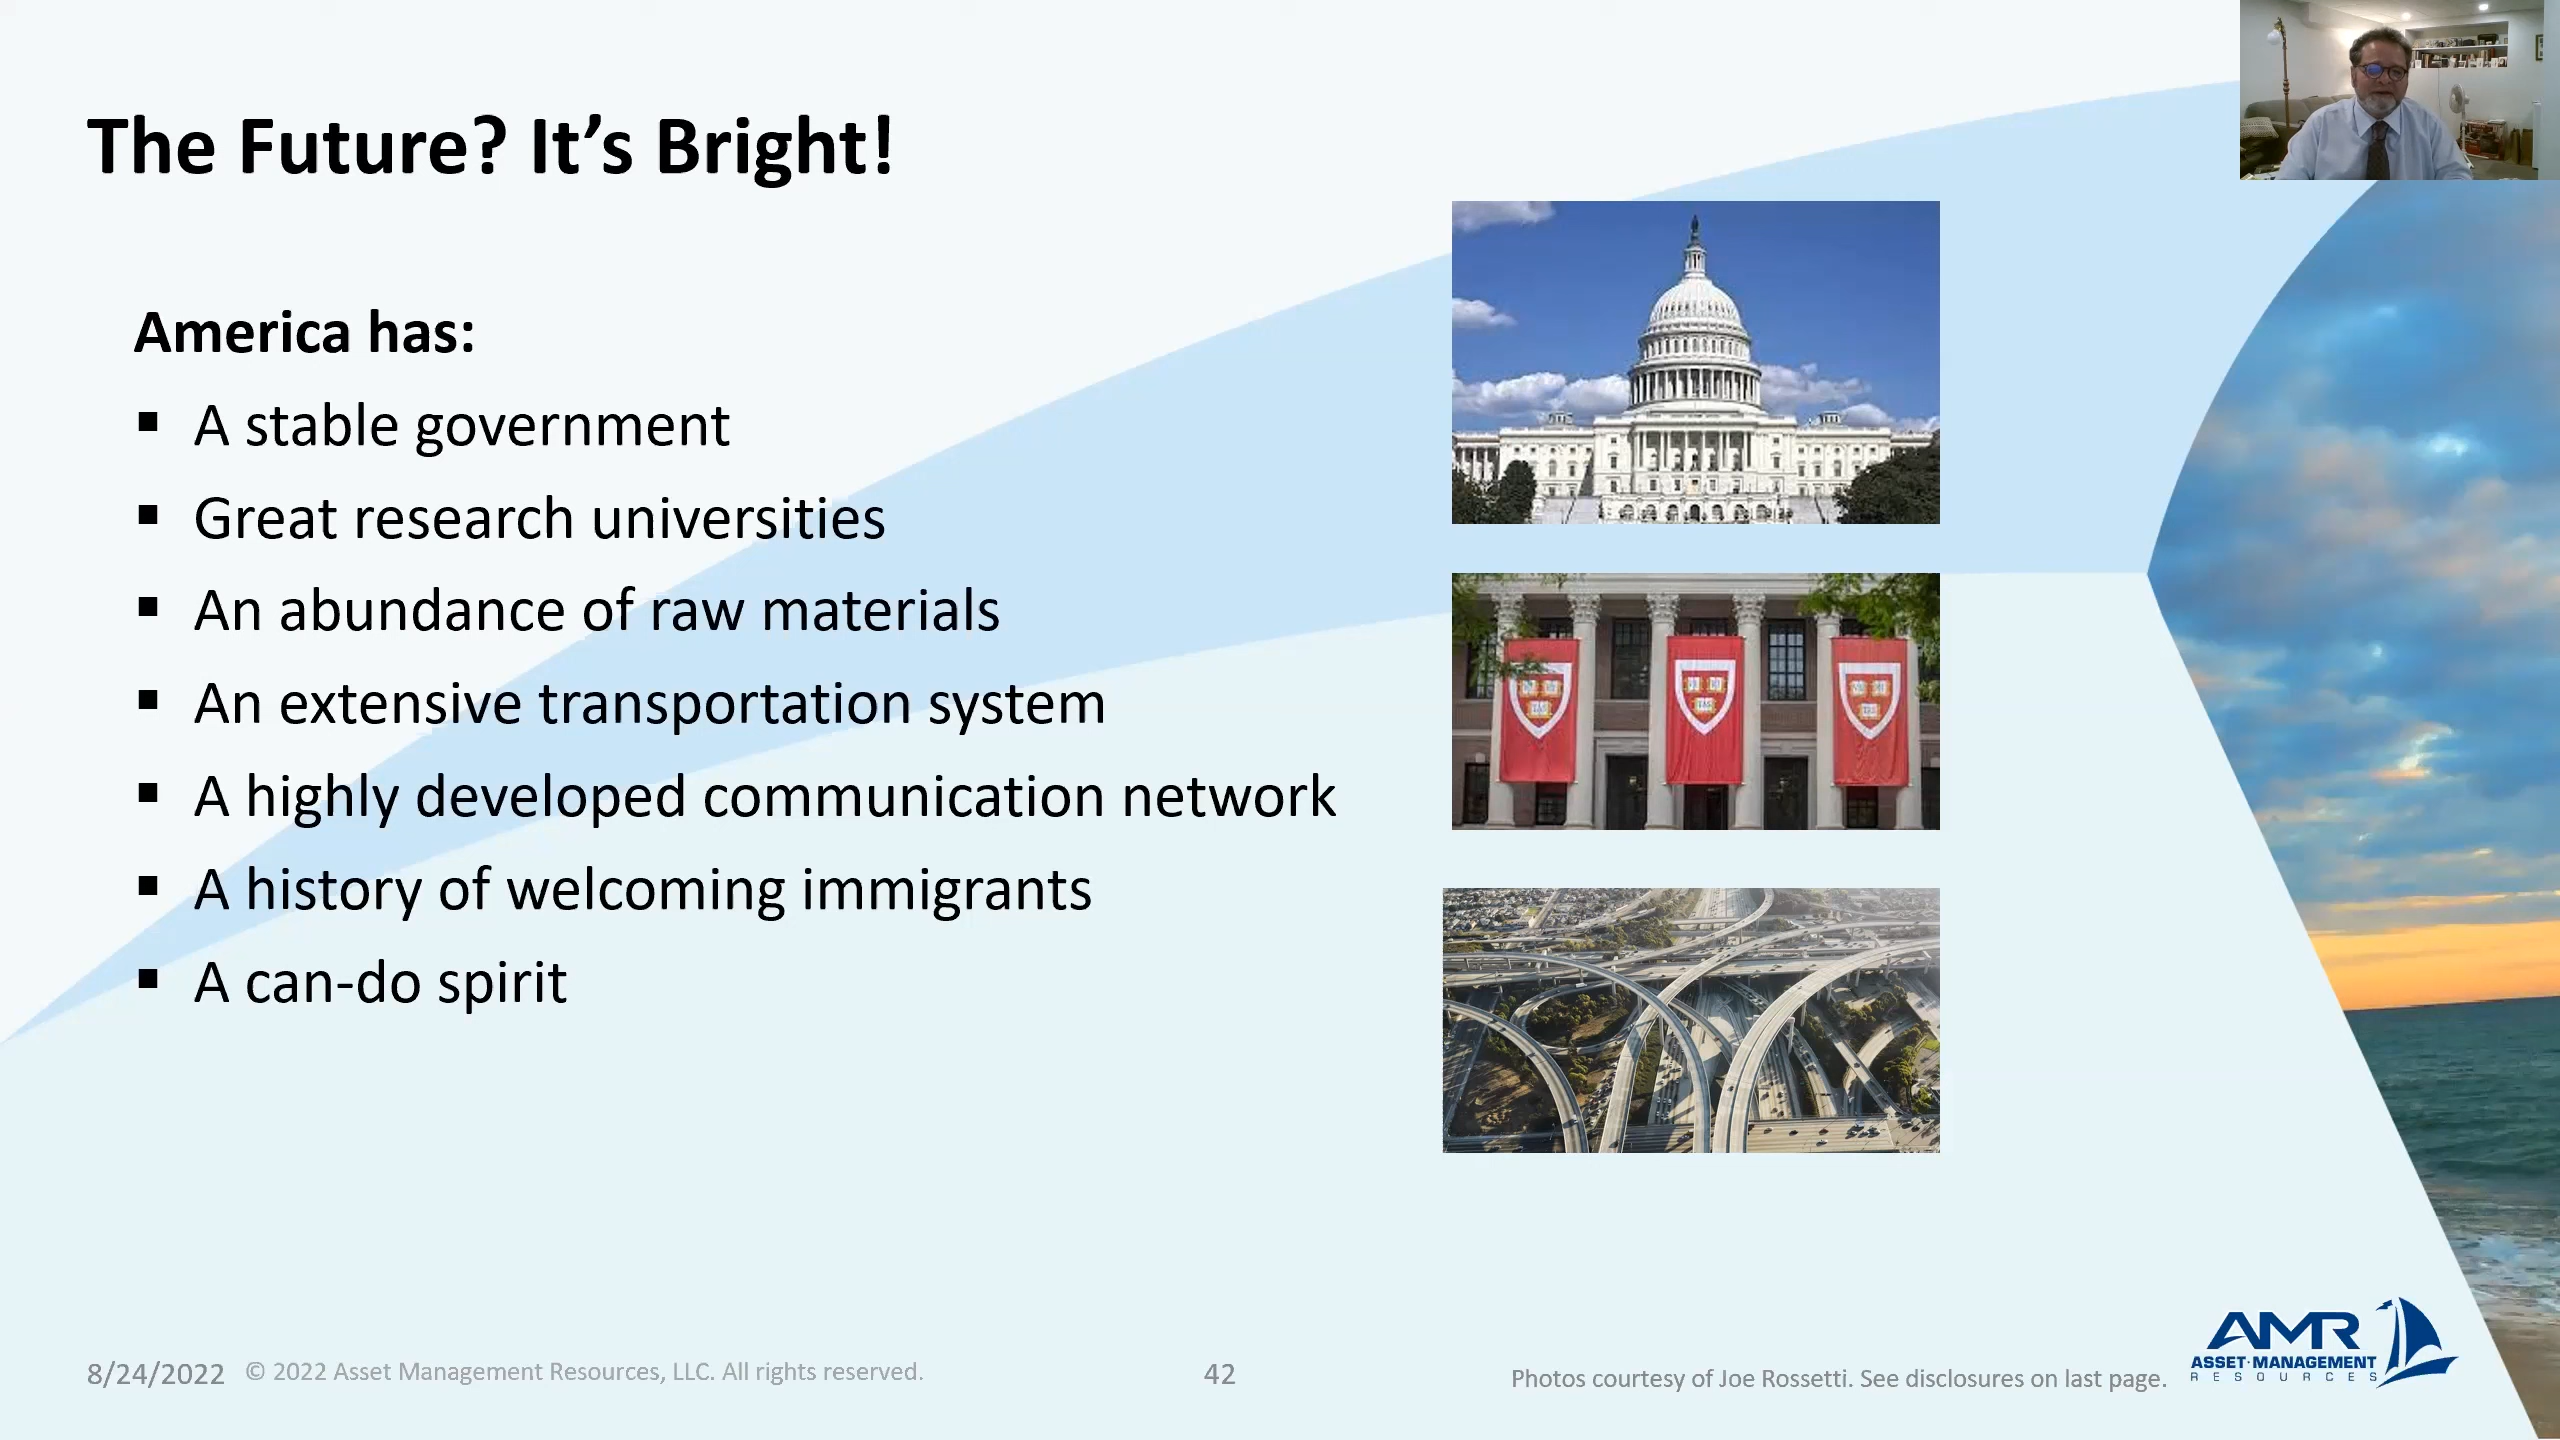 The Future? It’s Bright!
America has:
▪ A stable government
▪ Great research universities
▪ An abundance of raw materials
▪ An extensive transportation system
▪ A highly developed communication network
▪ A history of welcoming immigrants
▪ A can-do spirit
8/24/2022 © 2022 Asset Management Resources, LLC. All rights reserved. 42 Photos courtesy of Joe Rossetti. See disclosures on last page.
AMR
ASSET·MANAGEMENT
RESOURCES